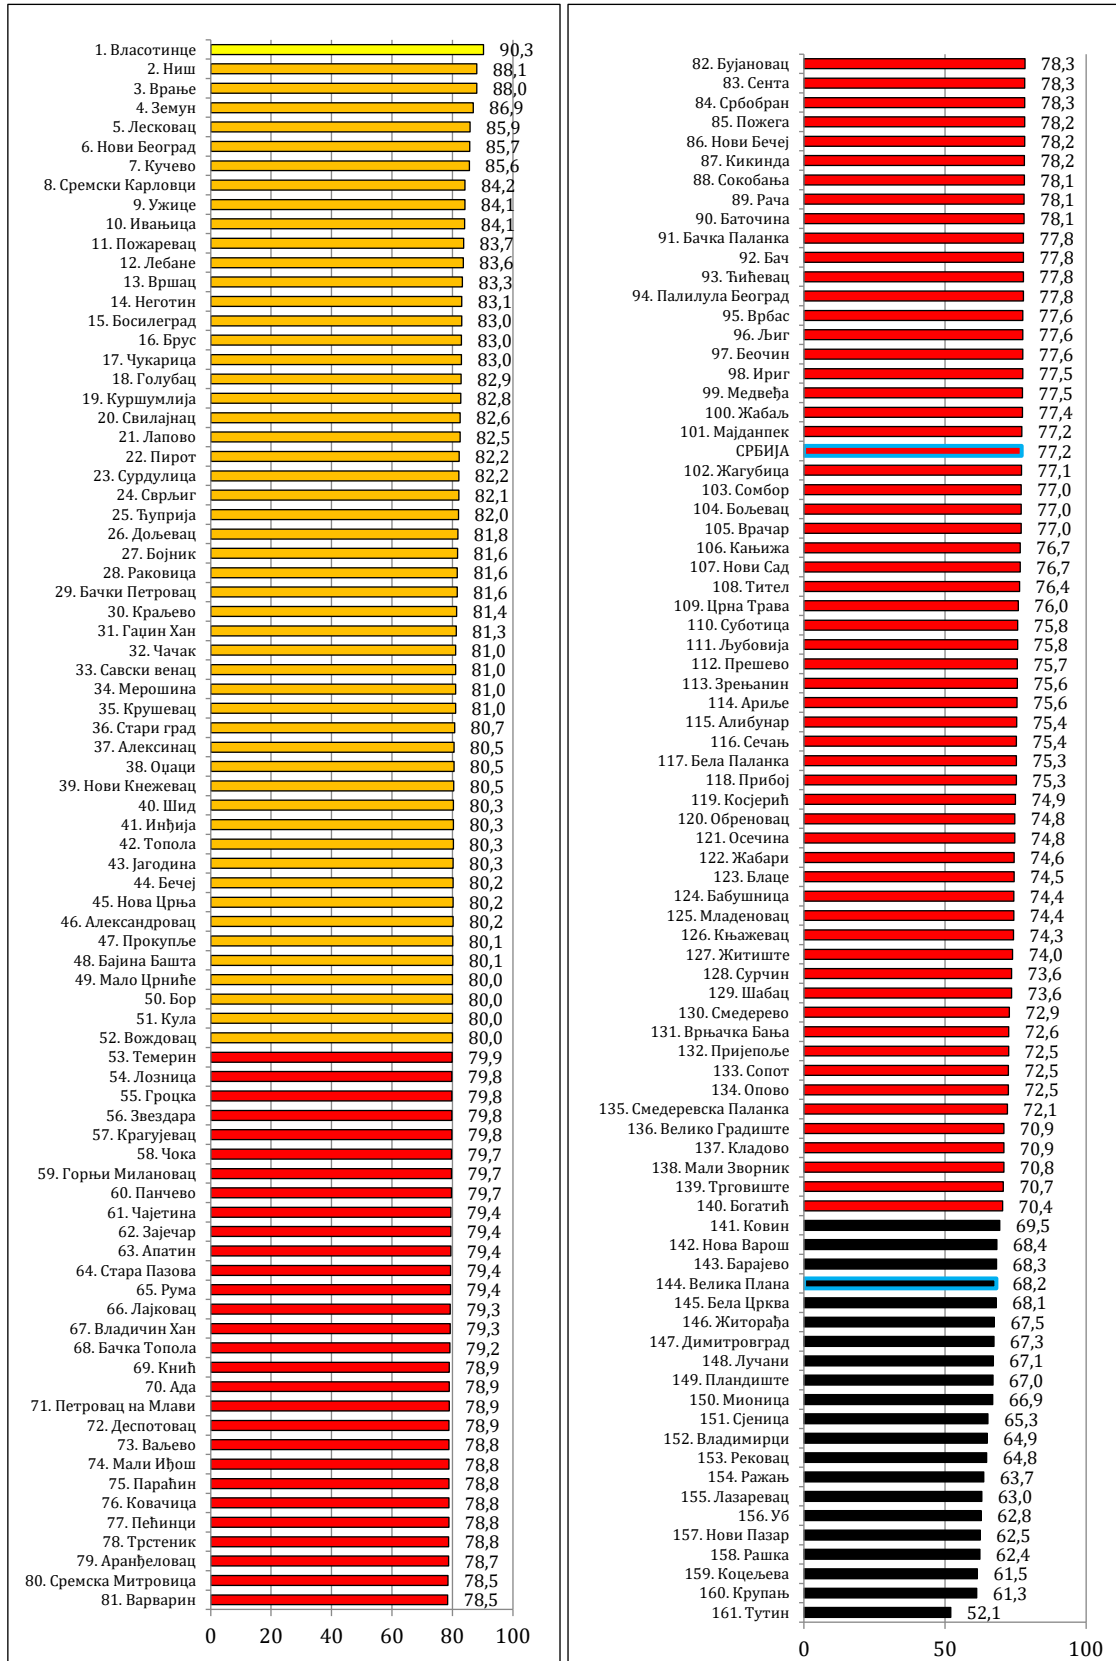 1. Власотинце 90,3
2. Ниш 88,1
3. Врање 88,0
4. Земун 86,9
5. Лесковац 85,9
6. Нови Београд 85,7
7. Кучево 85,6
8. Сремски Карловци 84,2
9. Ужице 84,1
10. Ивањица 84,1
11. Пожаревац 83,7
12. Лебане 83,6
13. Вршац 83,3
14. Неготин 83,1
15. Босилеград 83,0
16. Брус 83,0
17. Чукарица 83,0
18. Голубац 82,9
19. Куршумлија 82,8
20. Свилајнац 82,6
21. Лапово 82,5
22. Пирот 82,2
23. Сурдулица 82,2
24. Сврљиг 82,1
25. Ћуприја 82,0
26. Дољевац 81,8
27. Бојник 81,6
28. Раковица 81,6
29. Бачки Петровац 81,6
30. Краљево 81,4
31. Гаџин Хан 81,3
32. Чачак 81,0
33. Савски венац 81,0
34. Мерошина 81,0
35. Крушевац 81,0
36. Стари град 80,7
37. Алексинац 80,5
38. Оџаци 80,5
39. Нови Кнежевац 80,5
40. Шид 80,3
41. Инђија 80,3
42. Топола 80,3
43. Јагодина 80,3
44. Бечеј 80,2
45. Нова Црња 80,2
46. Александровац 80,2
47. Прокупље 80,1
48. Бајина Башта 80,1
49. Мало Црниће 80,0
50. Бор 80,0
51. Кула 80,0
52. Вождовац 80,0
53. Темерин 79,9
54. Лозница 79,8
55. Гроцка 79,8
56. Звездара 79,8
57. Крагујевац 79,8
58. Чока 79,7
59. Горњи Милановац 79,7
60. Панчево 79,7
61. Чајетина 79,4
62. Зајечар 79,4
63. Апатин 79,4
64. Стара Пазова 79,4
65. Рума 79,4
66. Лајковац 79,3
67. Владичин Хан 79,3
68. Бачка Топола 79,2
69. Кнић 78,9
70. Ада 78,9
71. Петровац на Млави 78,9
72. Деспотовац 78,9
73. Ваљево 78,8
74. Мали Иђош 78,8
75. Параћин 78,8
76. Ковачица 78,8
77. Пећинци 78,8
78. Трстеник 78,8
79. Аранђеловац 78,7
80. Сремска Митровица 78,5
81. Варварин 78,5
0 20 40 60 80 100
82. Бујановац 78,3
83. Сента 78,3
84. Србобран 78,3
85. Пожега 78,2
86. Нови Бечеј 78,2
87. Кикинда 78,2
88. Сокобања 78,1
89. Рача 78,1
90. Баточина 78,1
91. Бачка Паланка 77,8
92. Бач 77,8
93. Ћићевац 77,8
94. Палилула Београд 77,8
95. Врбас 77,6
96. Љиг 77,6
97. Беочин 77,6
98. Ириг 77,5
99. Медвеђа 77,5
100. Жабаљ 77,4
101. Мајданпек 77,2
СРБИЈА 77,2
102. Жагубица 77,1
103. Сомбор 77,0
104. Бољевац 77,0
105. Врачар 77,0
106. Кањижа 76,7
107. Нови Сад 76,7
108. Тител 76,4
109. Црна Трава 76,0
110. Суботица 75,8
111. Љубовија 75,8
112. Прешево 75,7
113. Зрењанин 75,6
114. Ариље 75,6
115. Алибунар 75,4
116. Сечањ 75,4
117. Бела Паланка 75,3
118. Прибој 75,3
119. Косјерић 74,9
120. Обреновац 74,8
121. Осечина 74,8
122. Жабари 74,6
123. Блаце 74,5
124. Бабушница 74,4
125. Младеновац 74,4
126. Књажевац 74,3
127. Житиште 74,0
128. Сурчин 73,6
129. Шабац 73,6
130. Смедерево 72,9
131. Врњачка Бања 72,6
132. Пријепоље 72,5
133. Сопот 72,5
134. Опово 72,5
135. Смедеревска Паланка 72,1
136. Велико Градиште 70,9
137. Кладово 70,9
138. Мали Зворник 70,8
139. Трговиште 70,7
140. Богатић 70,4
141. Ковин 69,5
142. Нова Варош 68,4
143. Барајево 68,3
144. Велика Плана 68,2
145. Бела Црква 68,1
146. Житорађа 67,5
147. Димитровград 67,3
148. Лучани 67,1
149. Пландиште 67,0
150. Мионица 66,9
151. Сјеница 65,3
152. Владимирци 64,9
153. Рековац 64,8
154. Ражањ 63,7
155. Лазаревац 63,0
156. Уб 62,8
157. Нови Пазар 62,5
158. Рашка 62,4
159. Коцељева 61,5
160. Крупањ 61,3
161. Тутин 52,1
0 50 100